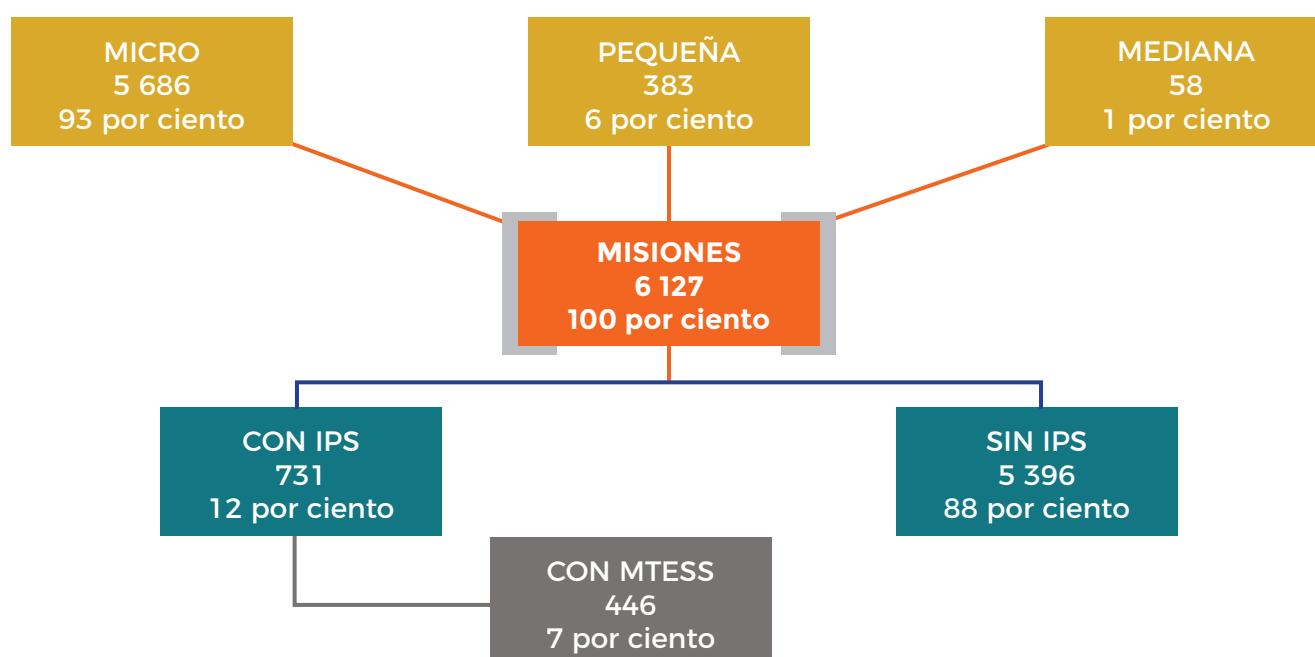 MICRO
5 686
93 por ciento
PEQUEÑA
383
6 por ciento
MEDIANA
58
1 por ciento
MISIONES
6 127
100 por ciento
CON IPS
731
12 por ciento
SIN IPS
5 396
88 por ciento
CON MTESS
446
7 por ciento